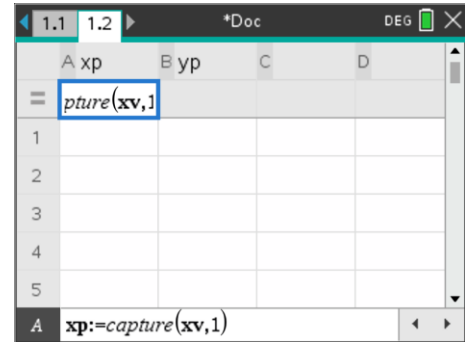 1.1 1.2 *Doc DEG
A xp B yp C D
= pture(xv,1
1
2
3
4
5
A xp:=capture(xv,1)